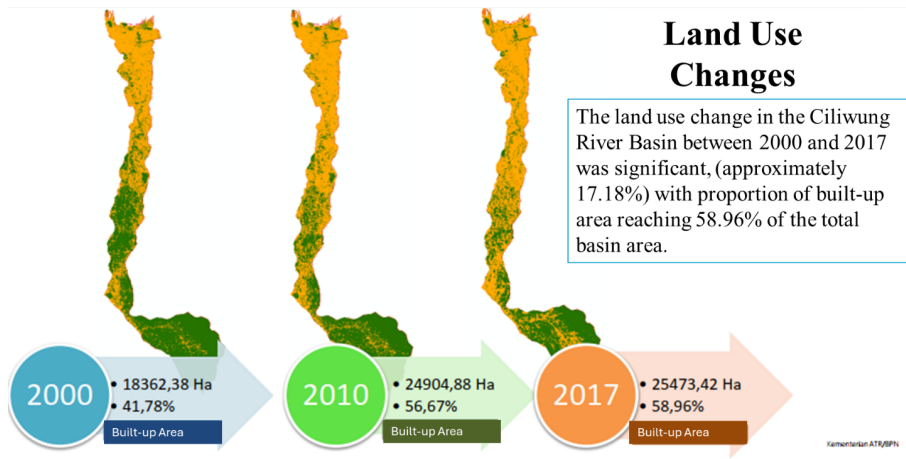 Land Use
Changes
The land use change in the Ciliwung
River Basin between 2000 and 2017
was significant, (approximately
17.18%) with proportion of built-up
area reaching 58.96% of the total
basin area.
2000
• 18362,38 Ha
• 41,78%
Built-up Area
2010
• 24904,88 Ha
• 56,67%
Built-up Area
2017
• 25473,42 Ha
• 58,96%
Built-up Area
Kementerian ATR/BPN